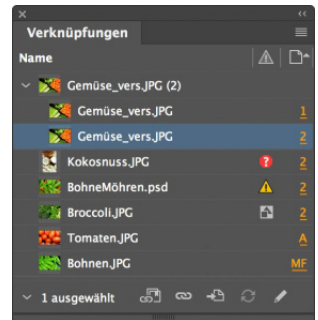 Verknüpfungen
Name
Gemüse_vers.JPG (2)
Gemüse_vers.JPG 1
Gemüse_vers.JPG 2
Kokosnuss.JPG ? 2
BohneMöhren.psd 2
Broccoli.JPG 2
Tomaten.JPG A
Bohnen.JPG MF
1 ausgewählt